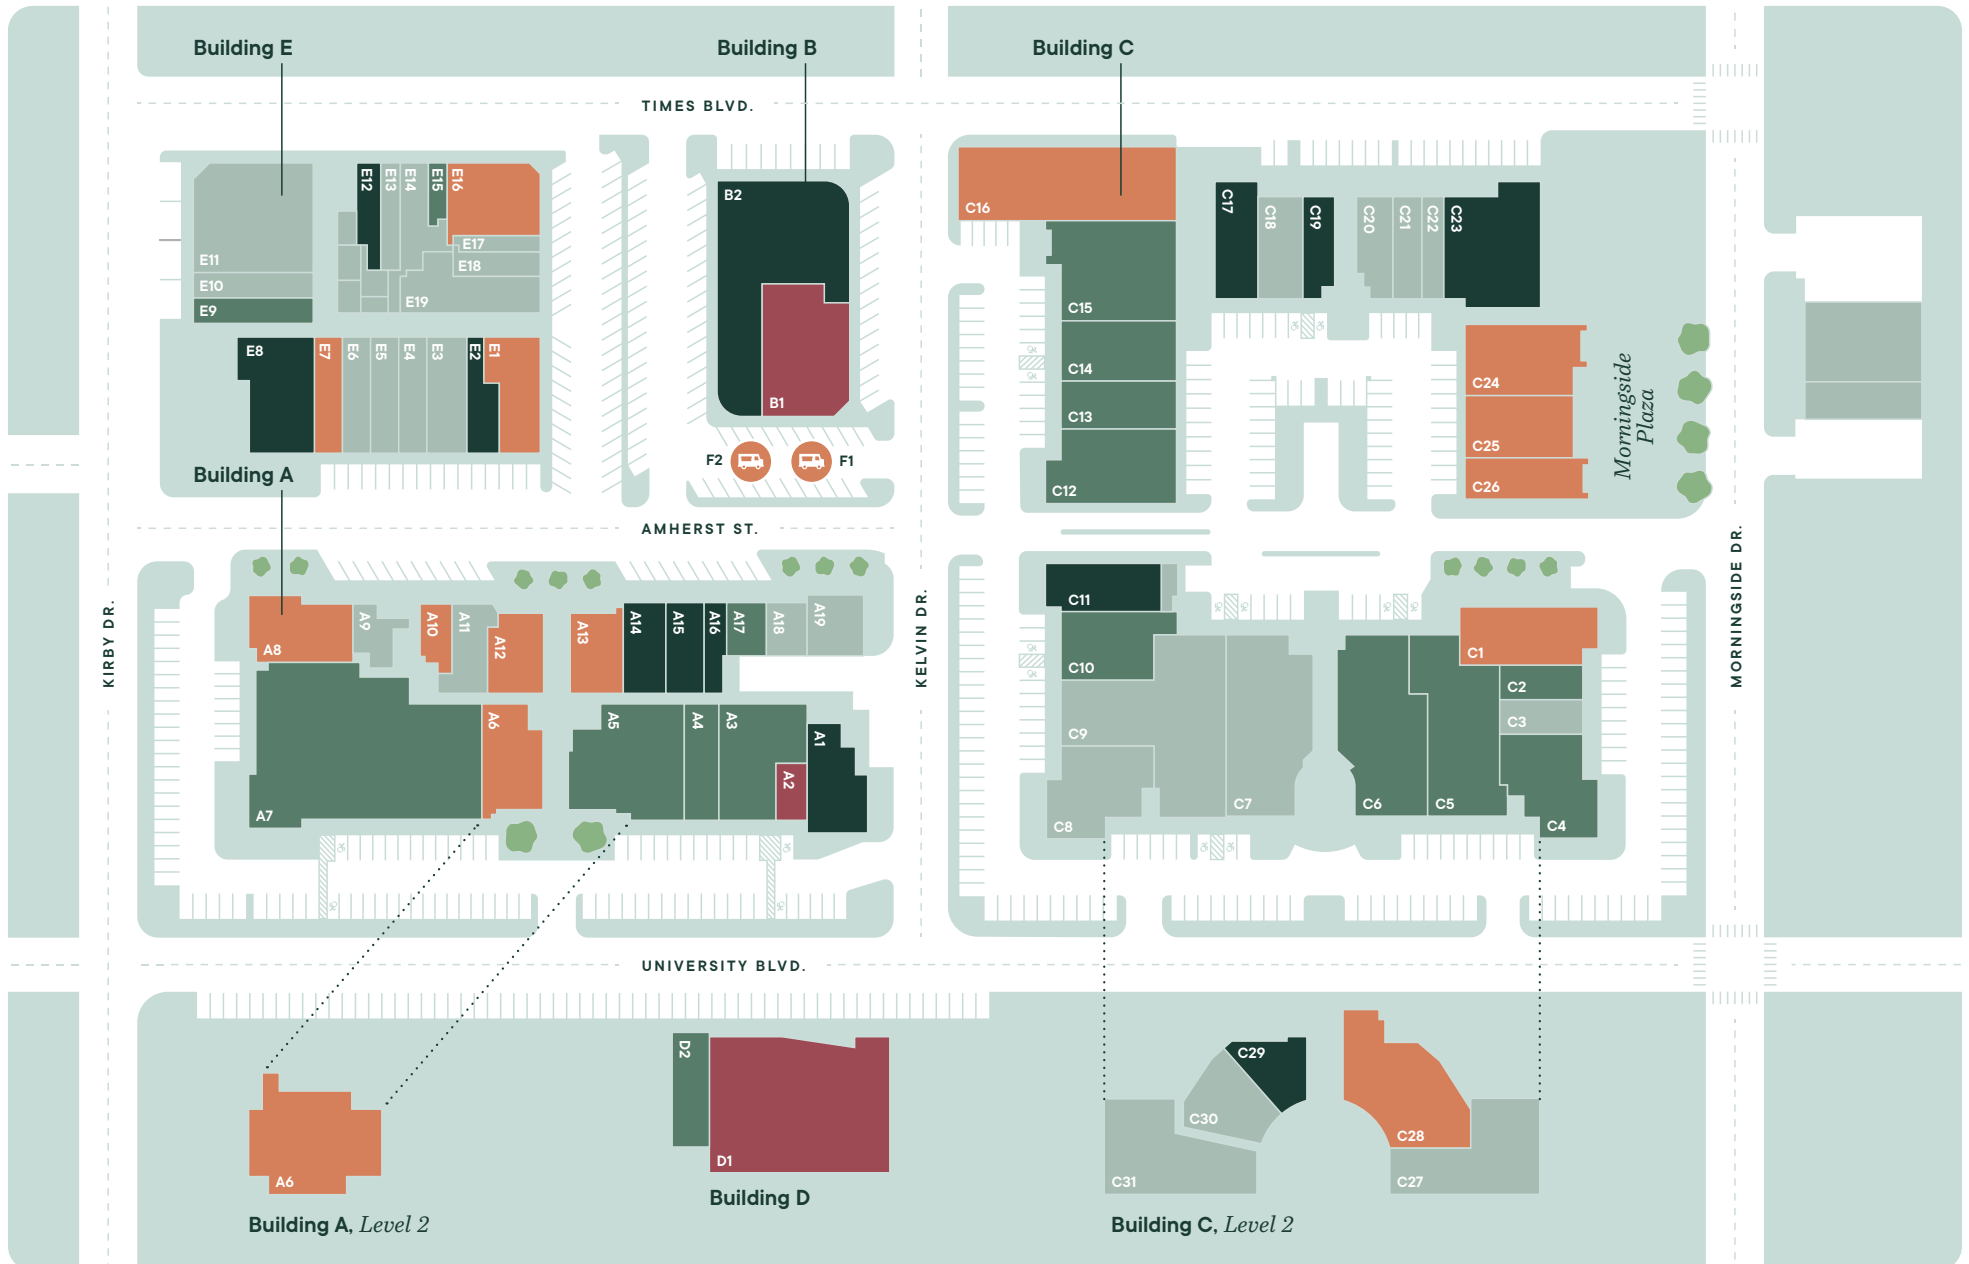 Building E
Building B
Building C
TIMES BLVD.
E11
E10
E9
E12
E13
E14
E15
E16
E17
E18
E19
E8
E7
E6
E5
E4
E3
E2
E1
B2
B1
F2
F1
C16
C15
C14
C13
C12
C17
C18
C19
C20
C21
C22
C23
C24
C25
C26
Morningside
Plaza
Building A
AMHERST ST.
KIRBY DR.
KELVIN DR.
MORNINGSIDE DR.
A8
A9
A10
A11
A12
A13
A14
A15
A16
A17
A18
A19
A7
A6
A5
A4
A3
A2
A1
C11
C10
C9
C8
C7
C6
C5
C4
C1
C2
C3
UNIVERSITY BLVD.
A6
Building A, Level 2
D2
D1
Building D
C29
C30
C31
C28
C27
Building C, Level 2